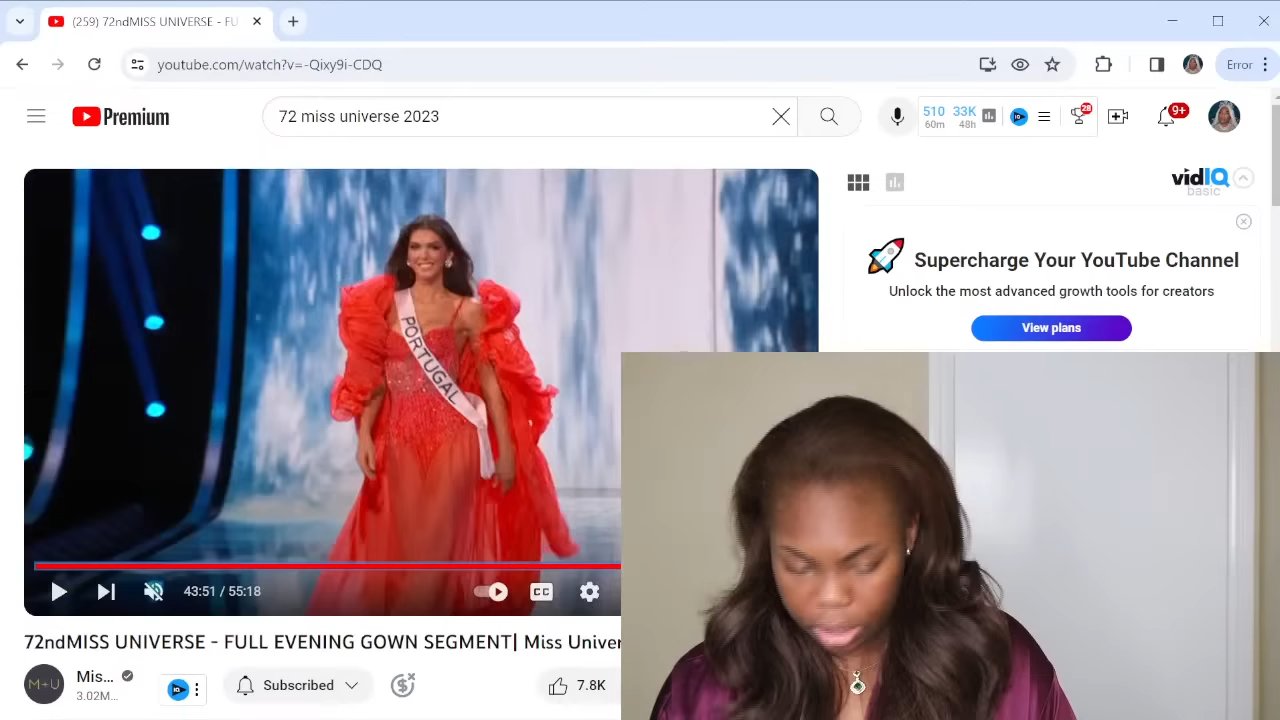 (259) 72ndMISS UNIVERSE - FU
youtube.com/watch?v=-Qixy9i-CDQ
Error
Premium
72 miss universe 2023
510 33K
60m 48h
28
9+
vidIQ
basic
Supercharge Your YouTube Channel
Unlock the most advanced growth tools for creators
View plans
PORTUGAL
43:51 / 55:18
CC
72ndMISS UNIVERSE - FULL EVENING GOWN SEGMENT| Miss Univer
M+U
Mis...
3.02M...
Subscribed
7.8K